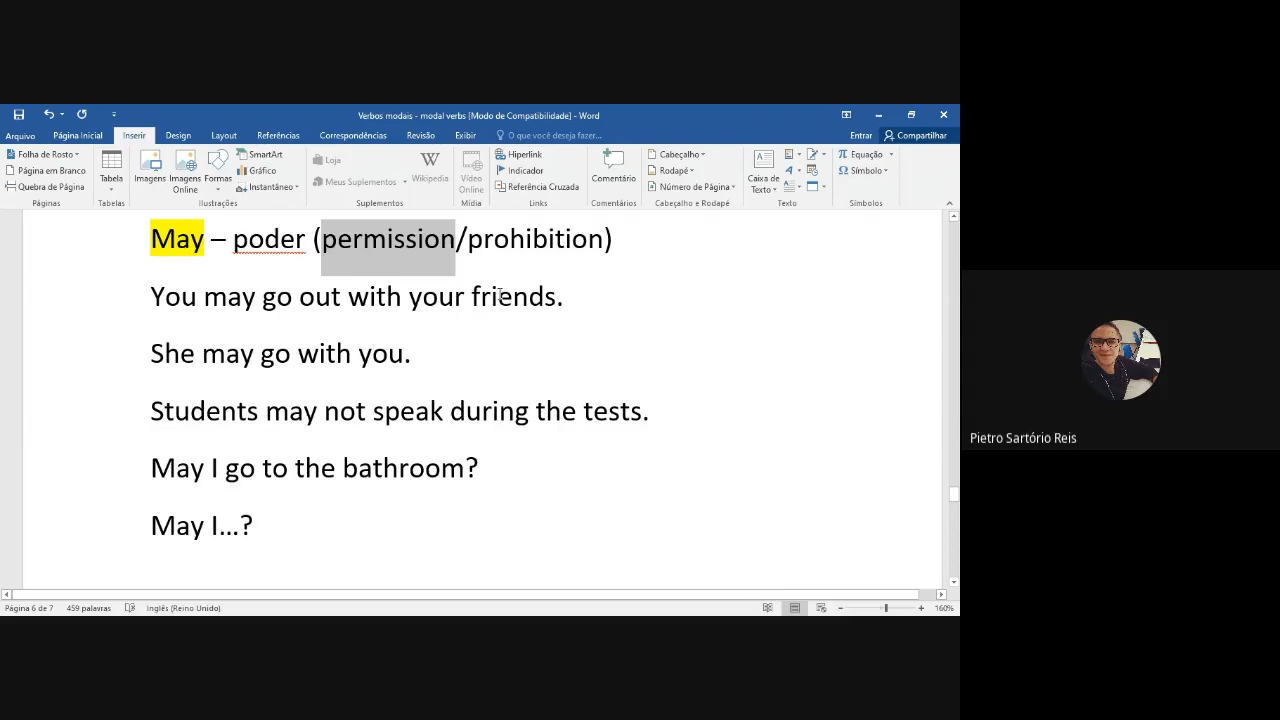 Verbos modais - modal verbs [Modo de Compatibilidade] - Word
Arquivo Página Inicial Inserir Design Layout Referências Correspondências Revisão Exibir O que você deseja fazer... Entrar Compartilhar
Folha de Rosto
Página em Branco
Quebra de Página
Páginas
Tabela
Tabelas
Imagens
Imagens Online
Formas
SmartArt
Gráfico
Instantâneo
Ilustrações
Loja
Meus Suplementos
Wikipedia
Suplementos
Vídeo Online
Mídia
Hiperlink
Indicador
Referência Cruzada
Links
Comentário
Comentários
Cabeçalho
Rodapé
Número de Página
Cabeçalho e Rodapé
Caixa de Texto
Texto
Equação
Símbolo
Símbolos
May – poder (permission/prohibition)
You may go out with your friends.
She may go with you.
Students may not speak during the tests.
May I go to the bathroom?
May I...?
Página 6 de 7 459 palavras Inglês (Reino Unido) 160%
Pietro Sartório Reis